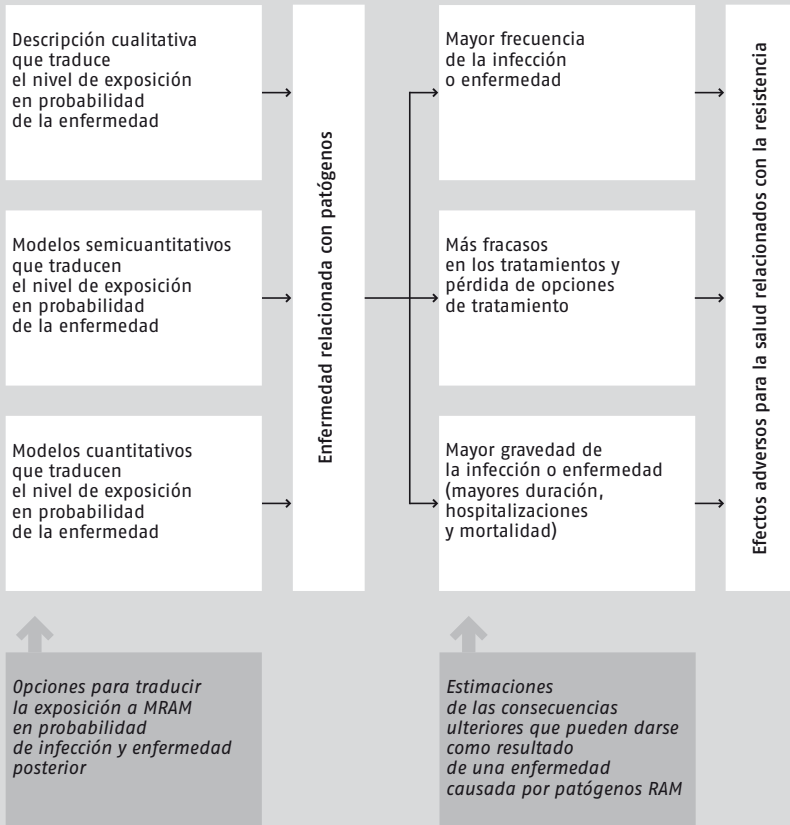 Descripción cualitativa
que traduce
el nivel de exposición
en probabilidad
de la enfermedad
Modelos semicuantitativos
que traducen
el nivel de exposición
en probabilidad
de la enfermedad
Modelos cuantitativos
que traducen
el nivel de exposición
en probabilidad
de la enfermedad
Opciones para traducir
la exposición a MRAM
en probabilidad
de infección y enfermedad
posterior
Enfermedad relacionada con patógenos
Mayor frecuencia
de la infección
o enfermedad
Más fracasos
en los tratamientos y
pérdida de opciones
de tratamiento
Mayor gravedad de
la infección o enfermedad
(mayores duración,
hospitalizaciones
y mortalidad)
Estimaciones
de las consecuencias
ulteriores que pueden darse
como resultado
de una enfermedad
causada por patógenos RAM
Efectos adversos para la salud relacionados con la resistencia